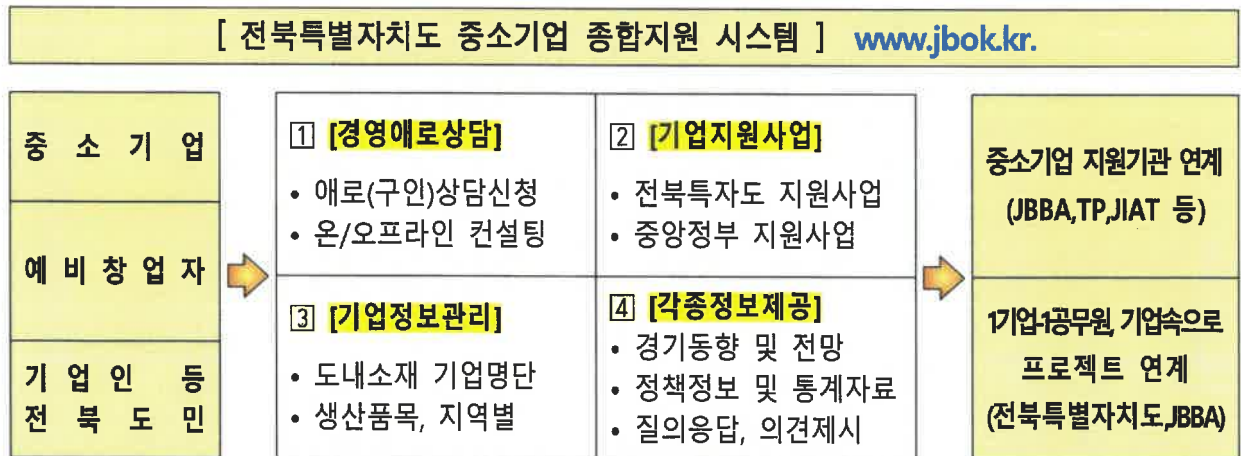 [ 전북특별자치도 중소기업 종합지원 시스템 ] www.jbok.kr.
중 소 기 업
예 비 창 업 자
기 업 인 등
전 북 도 민
1 [경영애로상담]
• 애로(구인)상담신청
• 온/오프라인 컨설팅
2 [기업지원사업]
• 전북특자도 지원사업
• 중앙정부 지원사업
3 [기업정보관리]
• 도내소재 기업명단
• 생산품목, 지역별
4 [각종정보제공]
• 경기동향 및 전망
• 정책정보 및 통계자료
• 질의응답, 의견제시
중소기업 지원기관 연계
(JBBA,TP,JIAT 등)
1기업-1공무원, 기업속으로
프로젝트 연계
(전북특별자치도,JBBA)